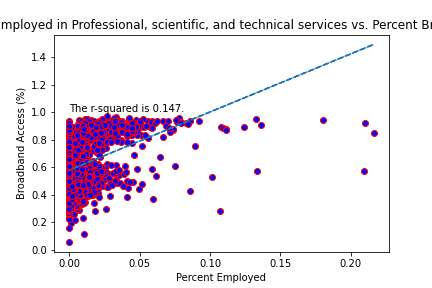 mployed in Professional, scientific, and technical services vs. Percent Br
1.4
1.2
1.0
0.8
0.6
0.4
0.2
0.0
Broadband Access (%)
The r-squared is 0.147.
0.00 0.05 0.10 0.15 0.20
Percent Employed